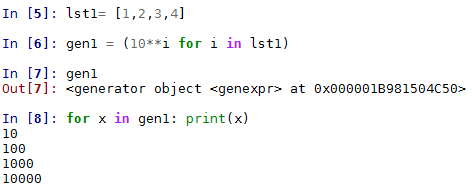 In [5]: lst1= [1,2,3,4]
In [6]: gen1 = (10**i for i in lst1)
In [7]: gen1
Out[7]: <generator object <genexpr> at 0x000001B981504C50>
In [8]: for x in gen1: print(x)
10
100
1000
10000